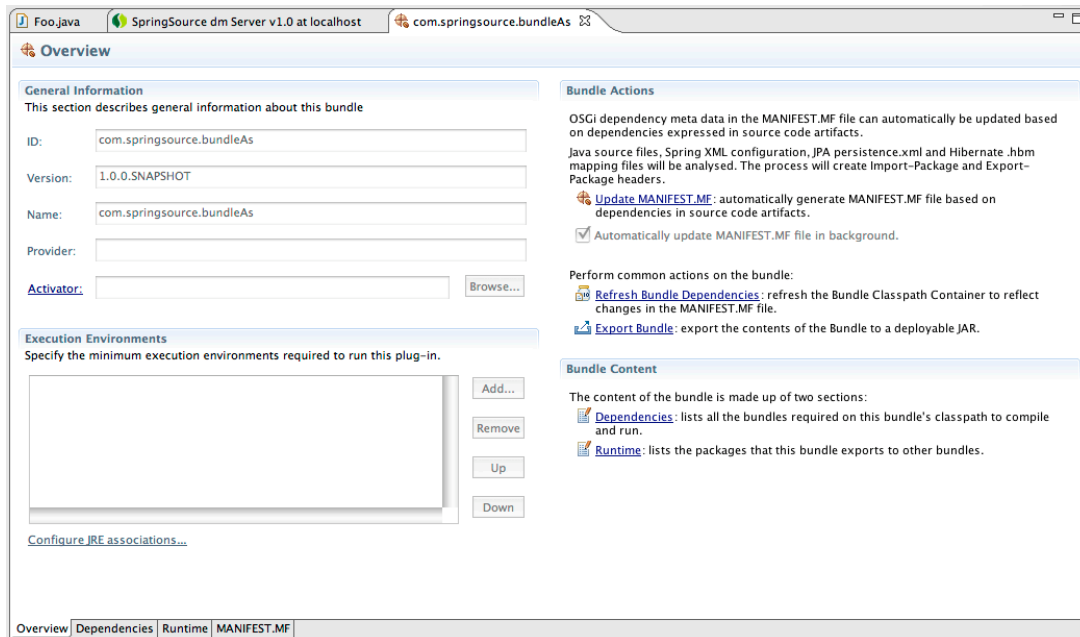 Foo.java
SpringSource dm Server v1.0 at localhost
com.springsource.bundleAs
Overview
General Information
This section describes general information about this bundle
ID:
com.springsource.bundleAs
Version:
1.0.0.SNAPSHOT
Name:
com.springsource.bundleAs
Provider:
Activator:
Browse...
Execution Environments
Specify the minimum execution environments required to run this plug-in.
Add...
Remove
Up
Down
Configure JRE associations...
Bundle Actions
OSGi dependency meta data in the MANIFEST.MF file can automatically be updated based
on dependencies expressed in source code artifacts.
Java source files, Spring XML configuration, JPA persistence.xml and Hibernate .hbm
mapping files will be analysed. The process will create Import-Package and Export-
Package headers.
Update MANIFEST.MF: automatically generate MANIFEST.MF file based on
dependencies in source code artifacts.
Automatically update MANIFEST.MF file in background.
Perform common actions on the bundle:
Refresh Bundle Dependencies: refresh the Bundle Classpath Container to reflect
changes in the MANIFEST.MF file.
Export Bundle: export the contents of the Bundle to a deployable JAR.
Bundle Content
The content of the bundle is made up of two sections:
Dependencies: lists all the bundles required on this bundle's classpath to compile
and run.
Runtime: lists the packages that this bundle exports to other bundles.
Overview
Dependencies
Runtime
MANIFEST.MF